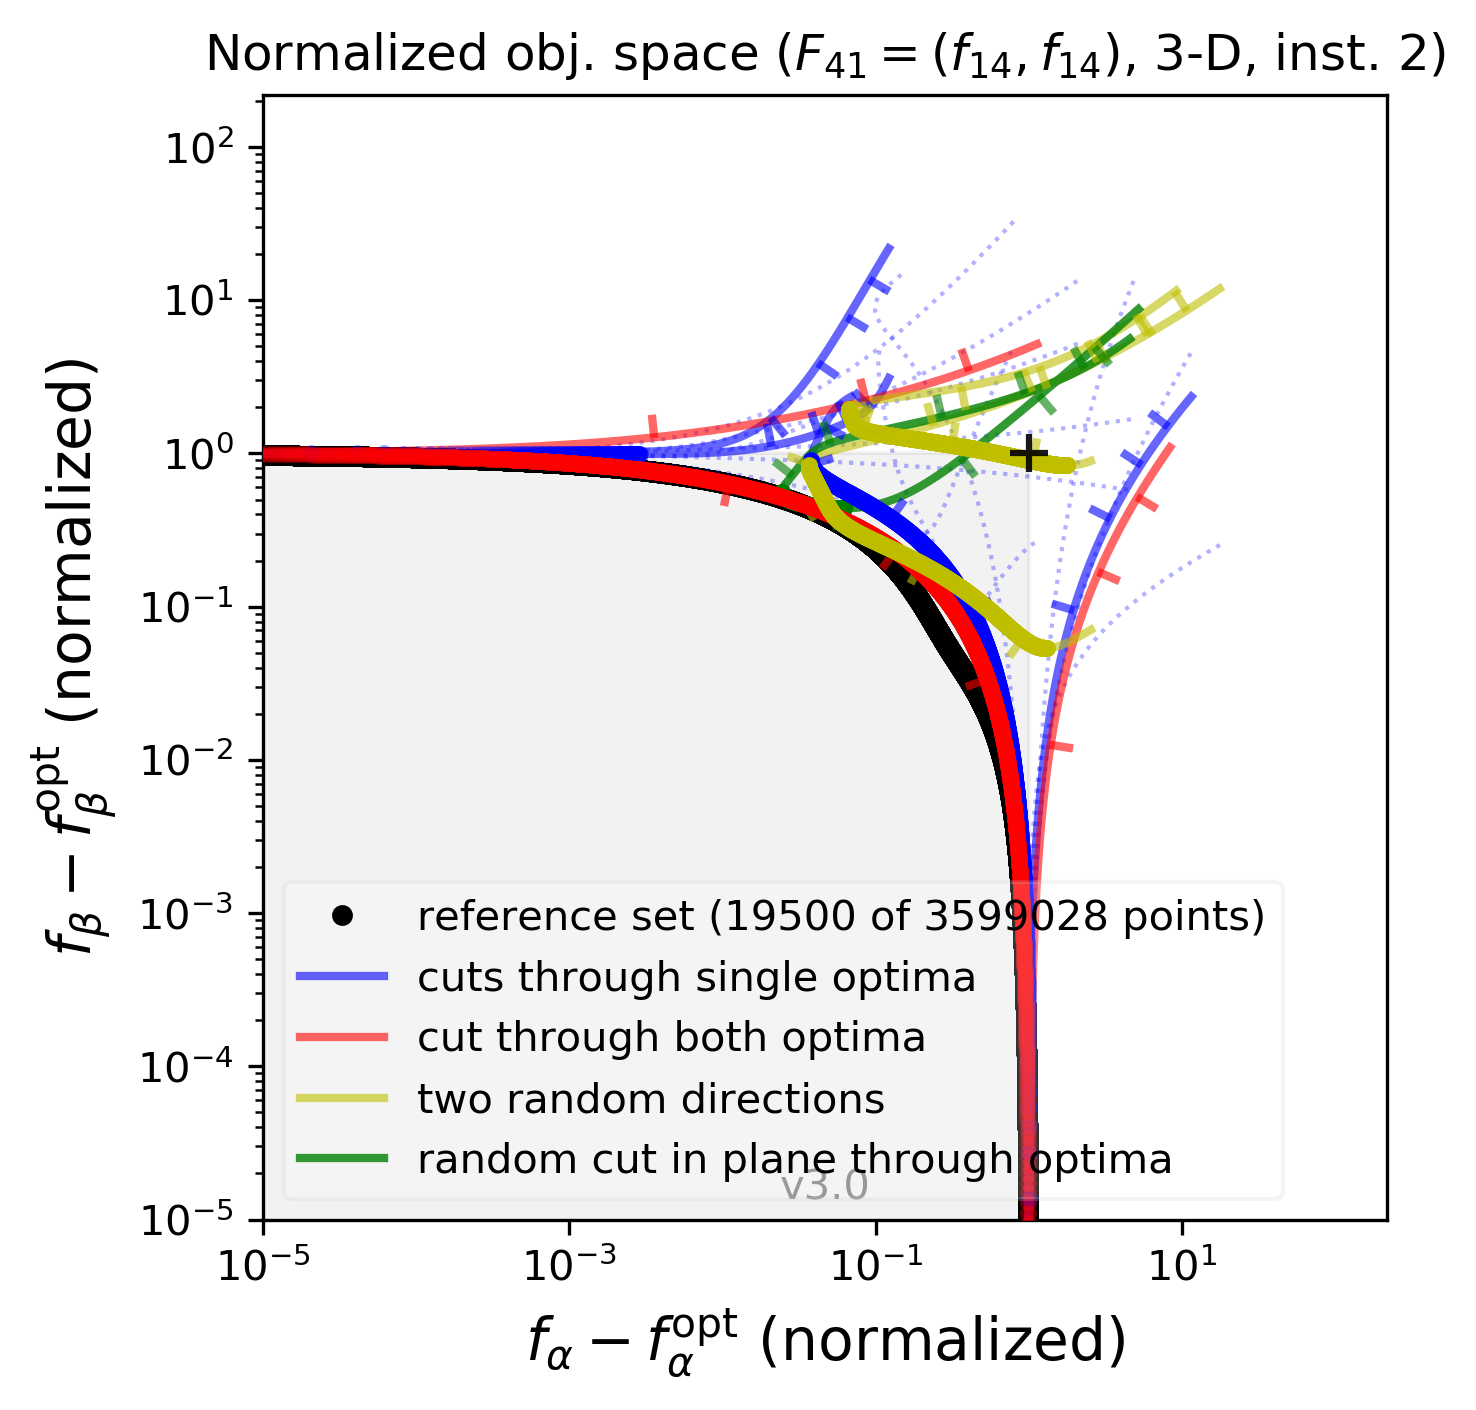 Normalized obj. space ($F_{41} = (f_{14}, f_{14})$, 3-D, inst. 2)
$f_\beta - f_\beta^{\mathrm{opt}}$ (normalized)
$10^2$
$10^1$
$10^0$
$10^{-1}$
$10^{-2}$
$10^{-3}$
$10^{-4}$
$10^{-5}$
reference set (19500 of 3599028 points)
cuts through single optima
cut through both optima
two random directions
random cut in plane through optima
v3.0
$10^{-5}$ $10^{-3}$ $10^{-1}$ $10^1$
$f_\alpha - f_\alpha^{\mathrm{opt}}$ (normalized)